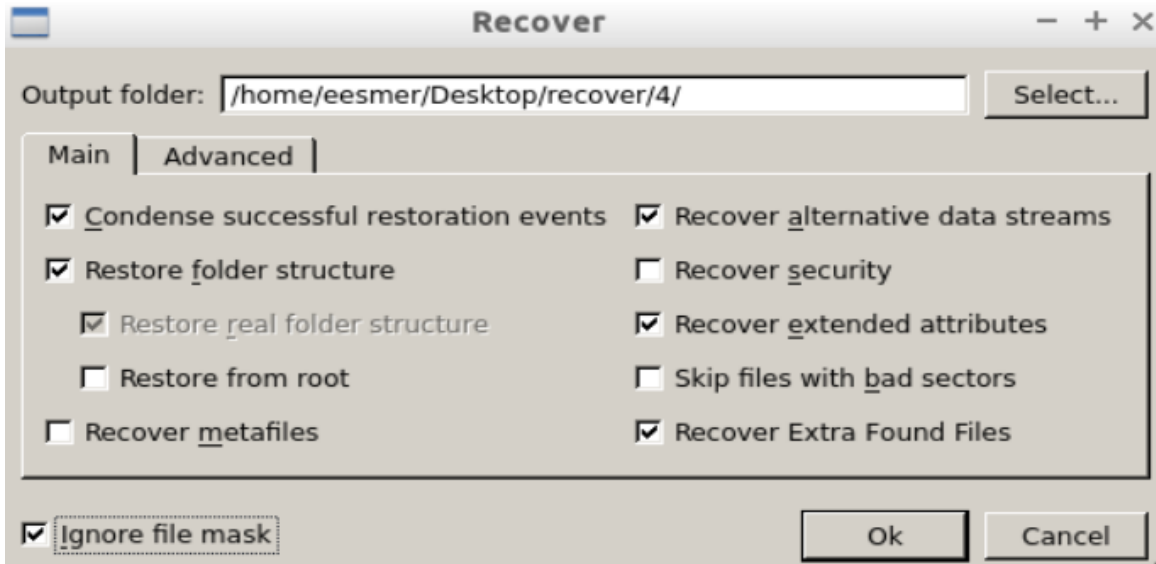 Recover
Output folder: /home/eesmer/Desktop/recover/4/ Select...
Main Advanced
Condense successful restoration events Recover alternative data streams
Restore folder structure Recover security
Restore real folder structure Recover extended attributes
Restore from root Skip files with bad sectors
Recover metafiles Recover Extra Found Files
Ignore file mask Ok Cancel